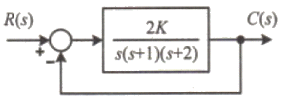 R(s) C(s)
2K
s(s+1)(s+2)
+
−